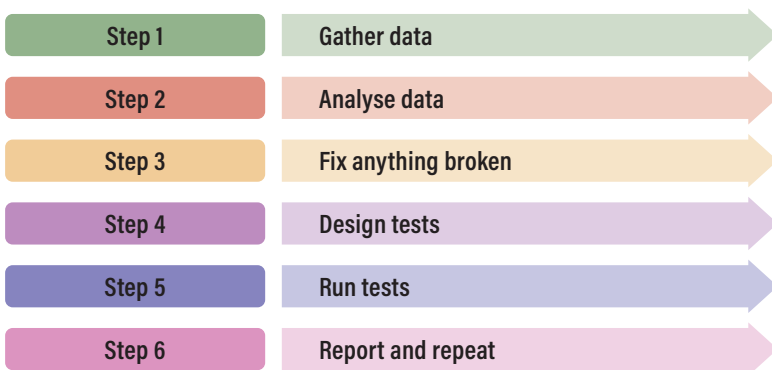 Step 1 Gather data
Step 2 Analyse data
Step 3 Fix anything broken
Step 4 Design tests
Step 5 Run tests
Step 6 Report and repeat